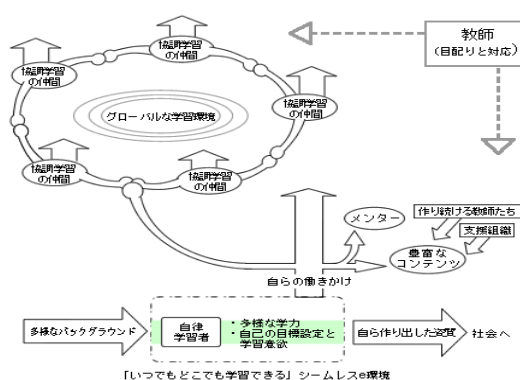 教師
(目配りと対応)
協調学習
の仲間
協調学習
の仲間
協調学習
の仲間
グローバルな学習環境
協調学習
の仲間
協調学習
の仲間
メンター
作り続ける教師たち
支援組織
豊富な
コンテンツ
自らの働きかけ
多様なバックグラウンド
自律
学習者
・多様な学力
・自己の目標設定と
学習意欲
自ら作り出した資質
社会へ
「いつでもどこでも学習できる」シームレスe環境